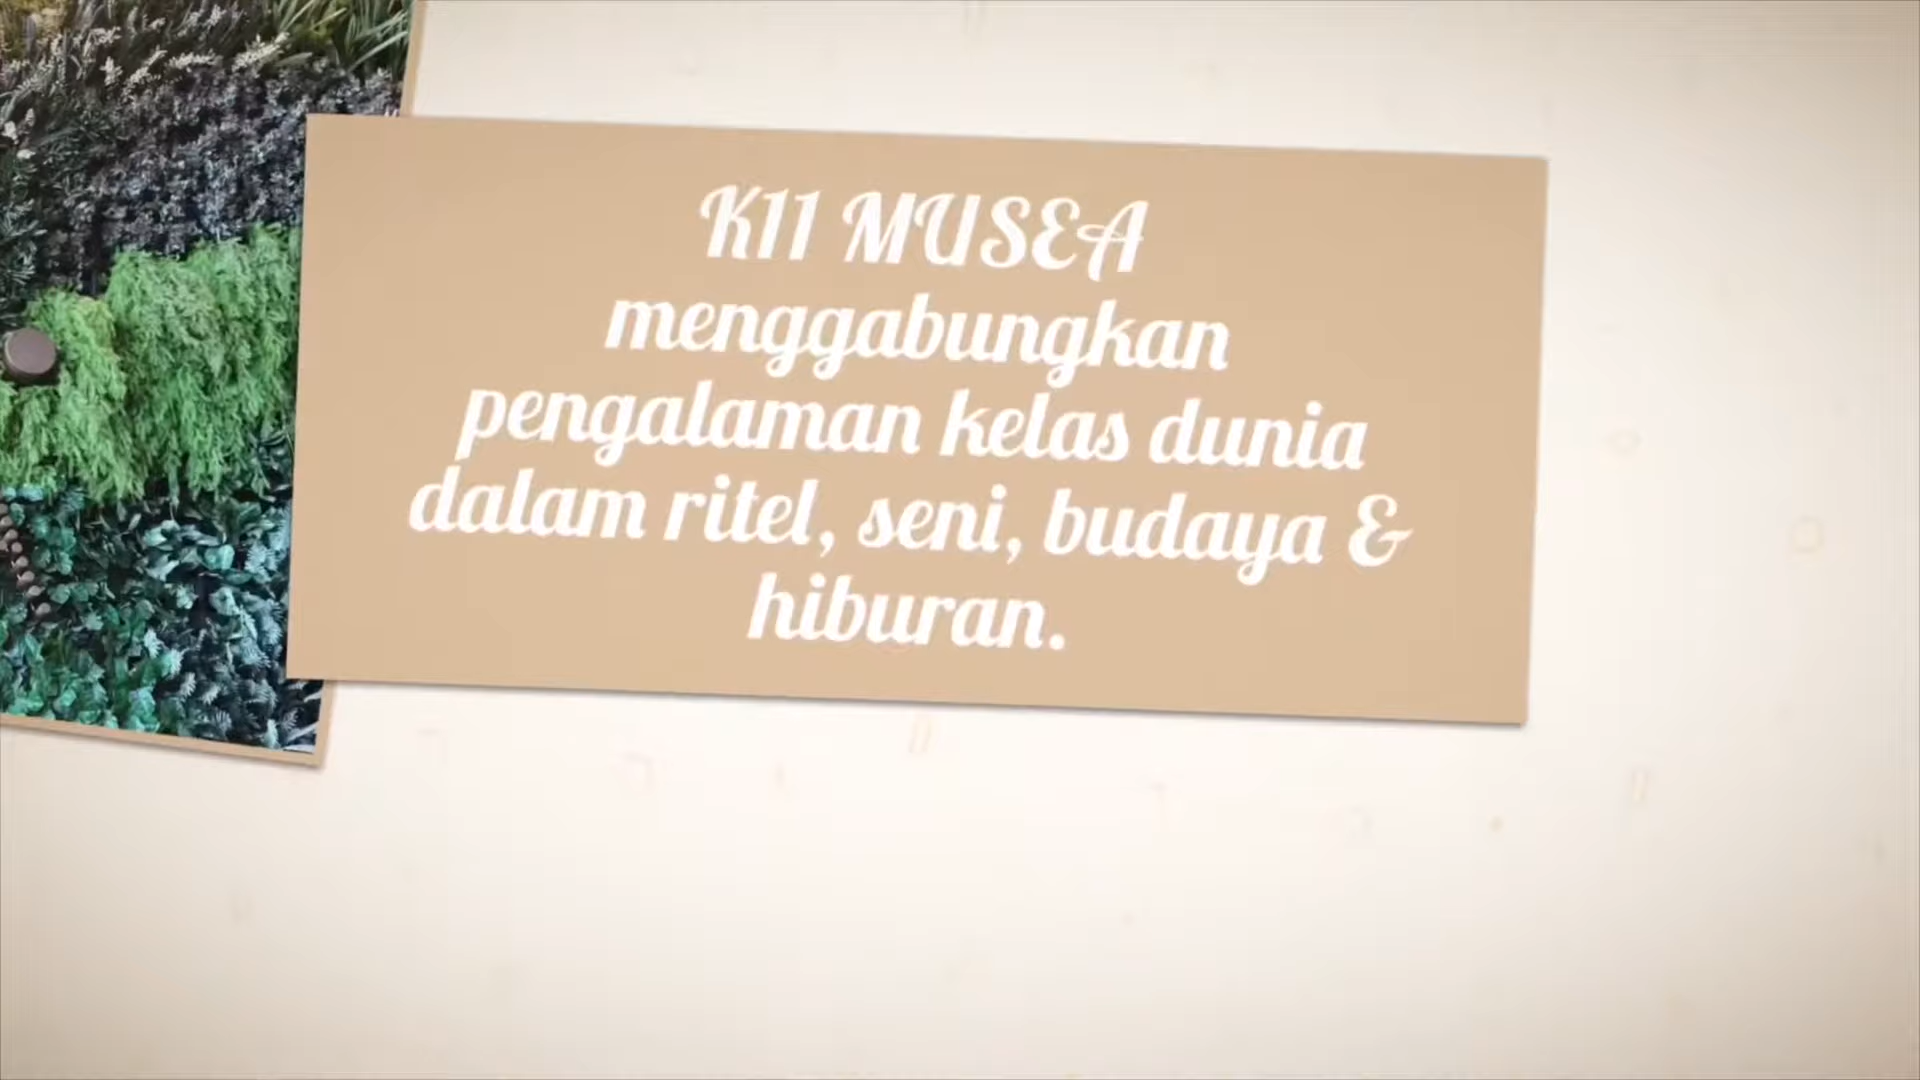 K11 MUSEA
menggabungkan
pengalaman kelas dunia
dalam ritel, seni, budaya &
hiburan.